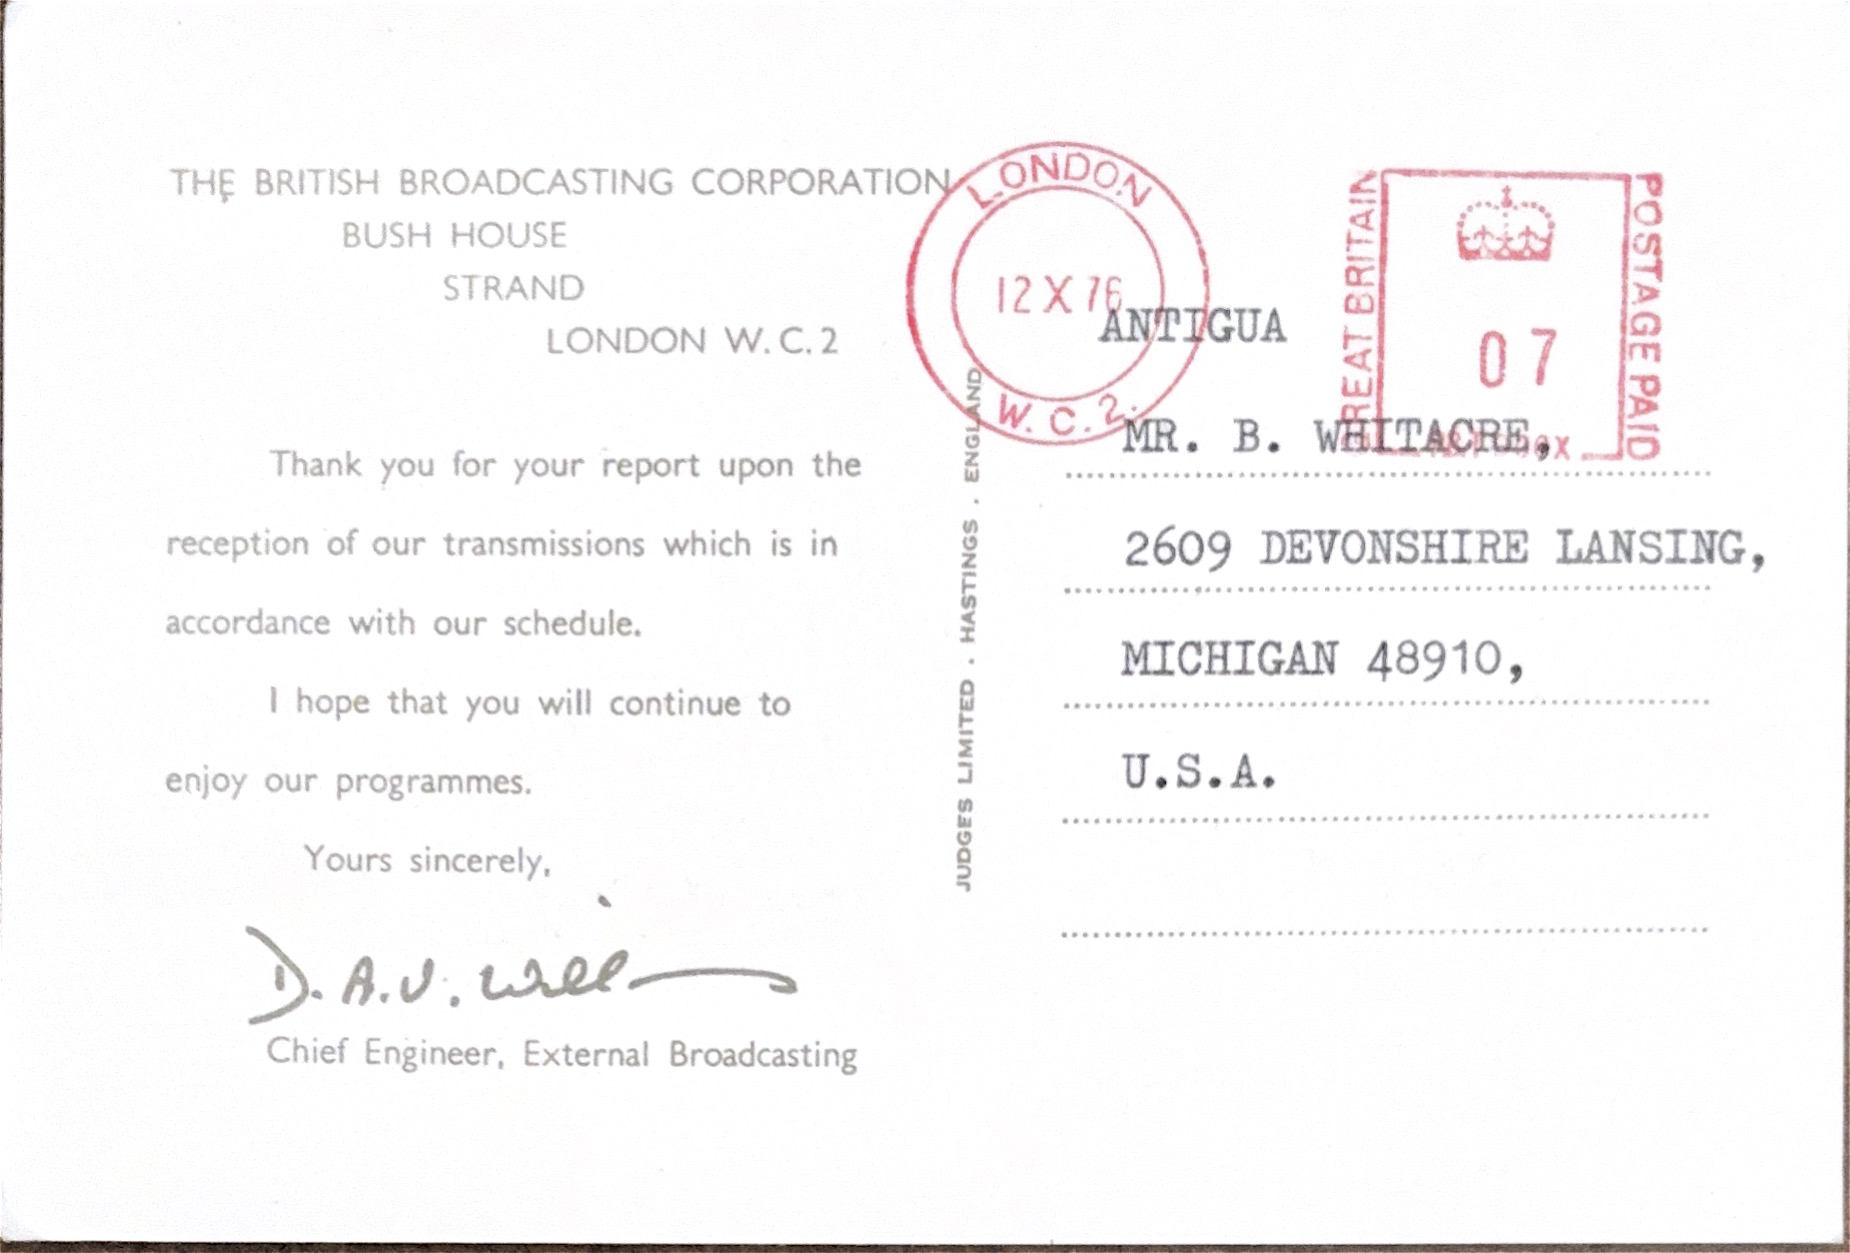 THE BRITISH BROADCASTING CORPORATION
BUSH HOUSE
STRAND
LONDON W.C.2
Thank you for your report upon the
reception of our transmissions which is in
accordance with our schedule.
I hope that you will continue to
enjoy our programmes.
Yours sincerely,
D. A. V. Will
Chief Engineer, External Broadcasting
JUDGES LIMITED . HASTINGS . ENGLAND
LONDON
12 X 76
W. C. 2.
GREAT BRITAIN
07
POSTAGE PAID
ANTIGUA
MR. B. WHITACRE,
2609 DEVONSHIRE LANSING,
MICHIGAN 48910,
U.S.A.